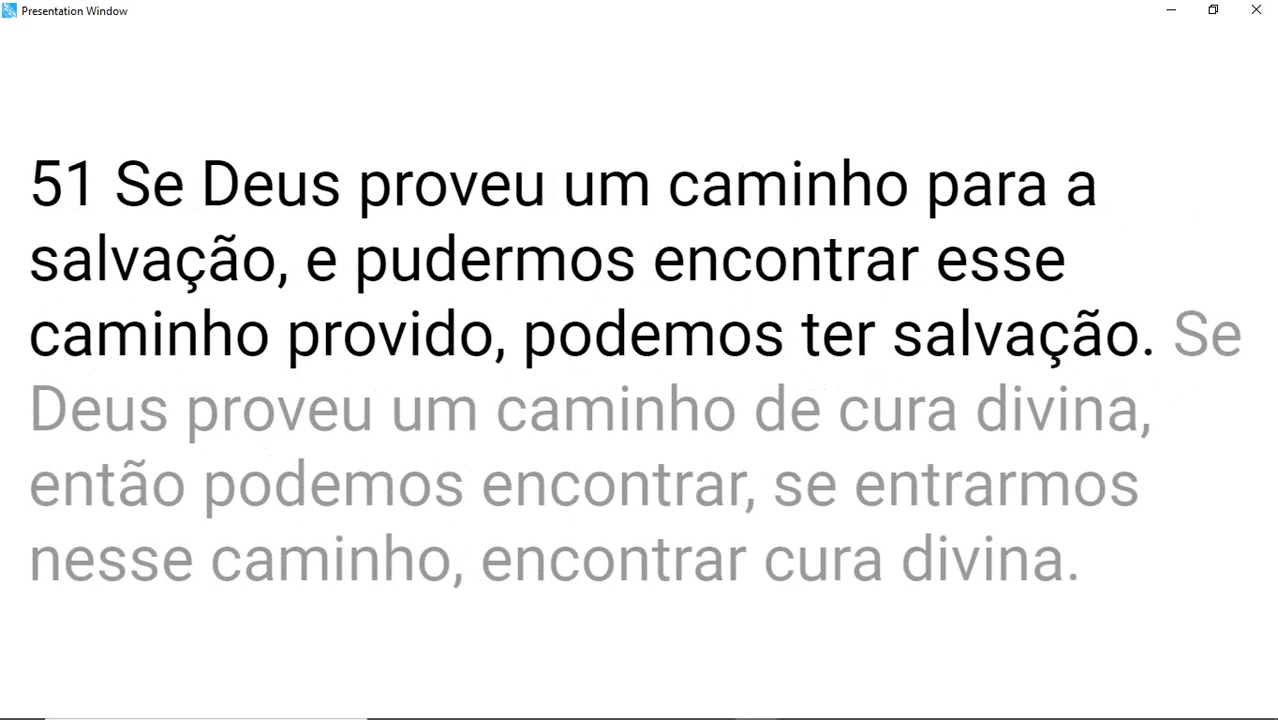 Presentation Window
51 Se Deus proveu um caminho para a
salvação, e pudermos encontrar esse
caminho provido, podemos ter salvação. Se
Deus proveu um caminho de cura divina,
então podemos encontrar, se entrarmos
nesse caminho, encontrar cura divina.